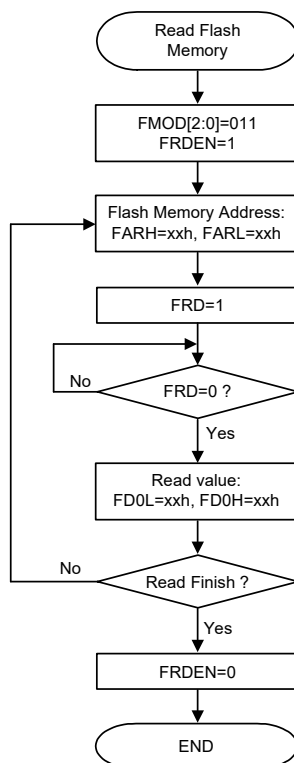 Read Flash
Memory
FMOD[2:0]=011
FRDEN=1
Flash Memory Address:
FARH=xxh, FARL=xxh
FRD=1
No
FRD=0 ?
Yes
Read value:
FD0L=xxh, FD0H=xxh
No
Read Finish ?
Yes
FRDEN=0
END